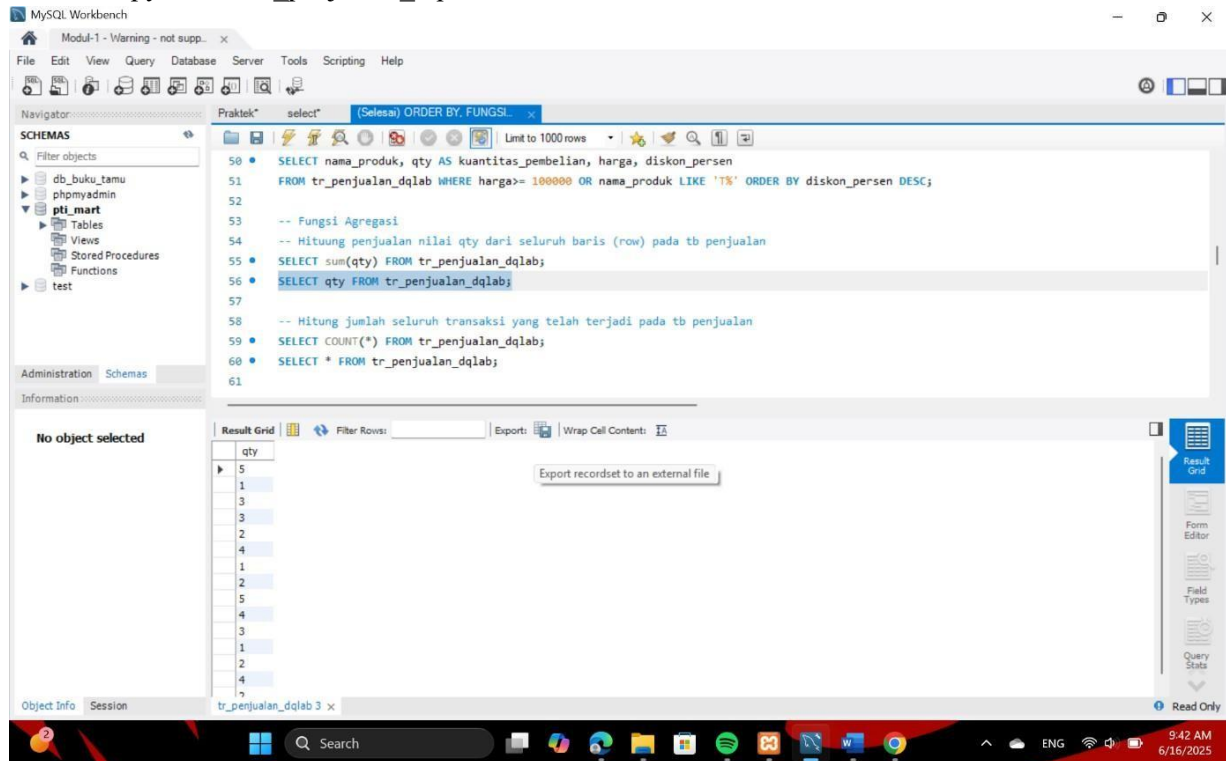 MySQL Workbench
Modul-1 - Warning - not supp..
File Edit View Query Database Server Tools Scripting Help
Navigator
Praktek* select* (Selesai) ORDER BY, FUNGSI...
SCHEMAS
Limit to 1000 rows
Filter objects
db_buku_tamu
phpmyadmin
pti_mart
Tables
Views
Stored Procedures
Functions
test
50 SELECT nama_produk, qty AS kuantitas_pembelian, harga, diskon_persen
51 FROM tr_penjualan_dqlab WHERE harga>= 100000 OR nama_produk LIKE 'T%' ORDER BY diskon_persen DESC;
52
53 -- Fungsi Agregasi
54 -- Hituung penjualan nilai qty dari seluruh baris (row) pada tb penjualan
55 SELECT sum(qty) FROM tr_penjualan_dqlab;
56 SELECT qty FROM tr_penjualan_dqlab;
57
58 -- Hitung jumlah seluruh transaksi yang telah terjadi pada tb penjualan
59 SELECT COUNT(*) FROM tr_penjualan_dqlab;
60 SELECT * FROM tr_penjualan_dqlab;
61
Administration Schemas
Information
No object selected
Result Grid Filter Rows: Export: Wrap Cell Content:
Export recordset to an external file
qty
5
1
3
3
2
4
1
2
5
4
3
1
2
4
2
Result Grid
Form Editor
Field Types
Query Stats
Object Info Session
tr_penjualan_dqlab 3
Read Only
2
Search
ENG
9:42 AM
6/16/2025